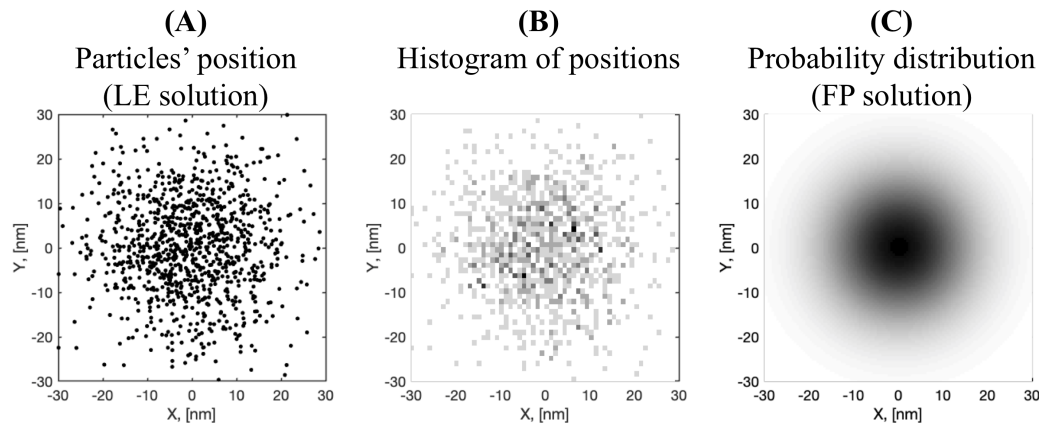 (A)
Particles’ position
(LE solution)
30
20
10
0
-10
-20
-30
Y, [nm]
-30 -20 -10 0 10 20 30
X, [nm]
(B)
Histogram of positions
30
20
10
0
-10
-20
-30
Y, [nm]
-30 -20 -10 0 10 20 30
X, [nm]
(C)
Probability distribution
(FP solution)
30
20
10
0
-10
-20
-30
Y, [nm]
-30 -20 -10 0 10 20 30
X, [nm]